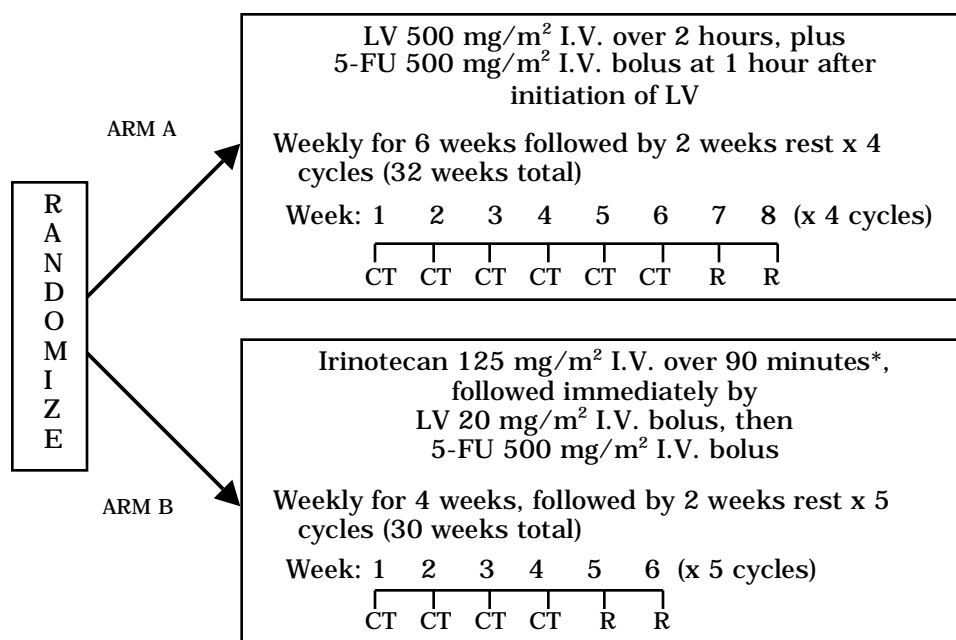 LV 500 mg/m² I.V. over 2 hours, plus
5-FU 500 mg/m² I.V. bolus at 1 hour after
initiation of LV
ARM A
Weekly for 6 weeks followed by 2 weeks rest x 4
cycles (32 weeks total)
Week: 1 2 3 4 5 6 7 8 (x 4 cycles)
CT CT CT CT CT CT R R
R
A
N
D
O
M
I
Z
E
Irinotecan 125 mg/m² I.V. over 90 minutes*,
followed immediately by
LV 20 mg/m² I.V. bolus, then
5-FU 500 mg/m² I.V. bolus
ARM B
Weekly for 4 weeks, followed by 2 weeks rest x 5
cycles (30 weeks total)
Week: 1 2 3 4 5 6 (x 5 cycles)
CT CT CT CT R R